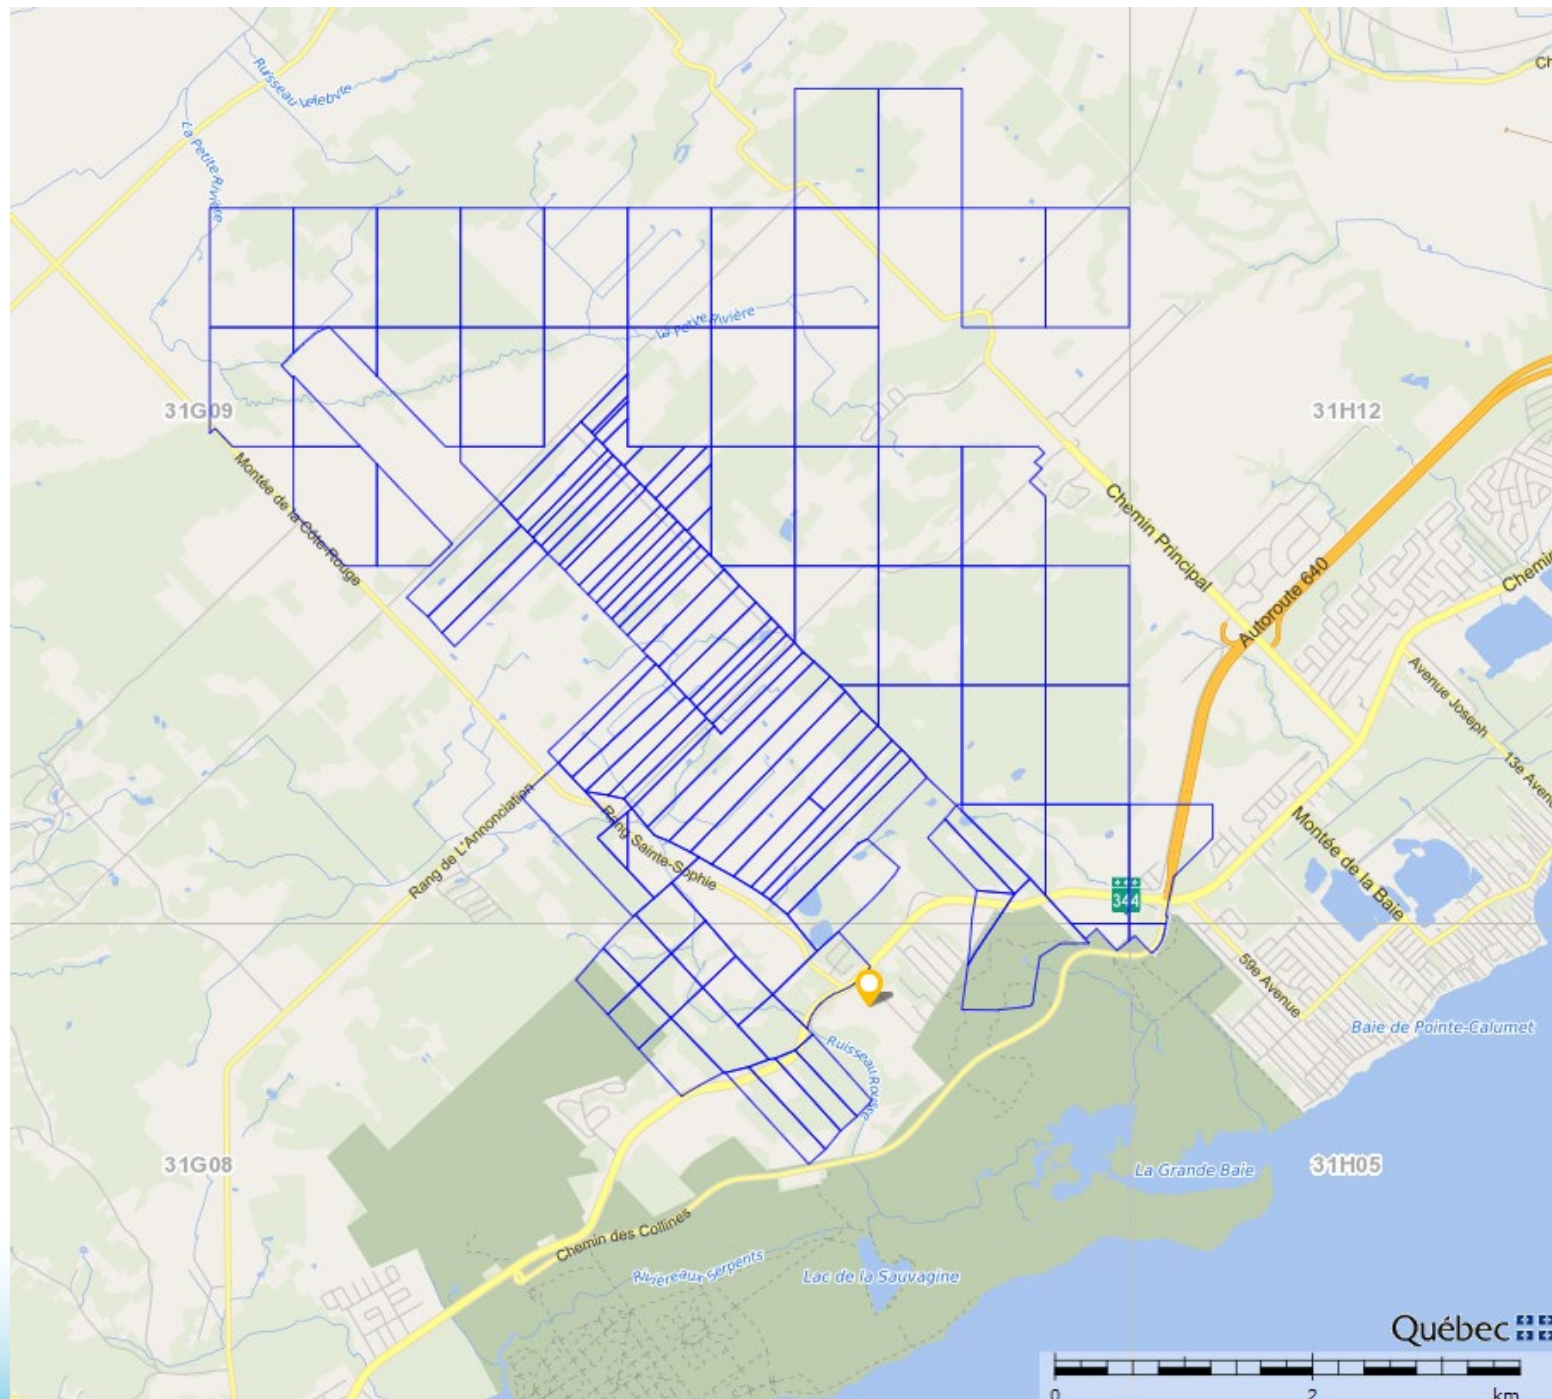 Ch
Ruisseau Lefebvre
La Petite Rivière
La Petite Rivière
31G09
31H12
Montée de la Côte-Rouge
Chemin Principal
Autoroute 640
Chemin
Avenue Joseph
13e Avenue
Rang de L'Annonciation
Rang Sainte-Sophie
Montée de la Baie
344
59e Avenue
Baie de Pointe-Calumet
Ruisseau Rousse
31G08
31H05
La Grande Baie
Chemin des Collines
Rivière aux Serpents
Lac de la Sauvagine
Québec
0 2 km